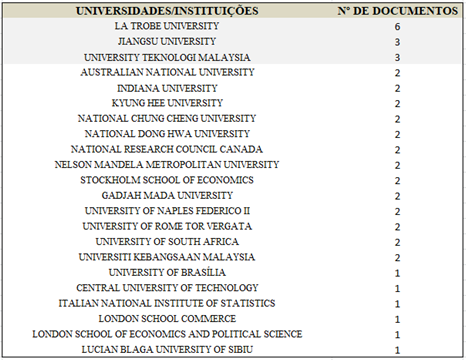 UNIVERSIDADES/INSTITUIÇÕES Nº DE DOCUMENTOS
LA TROBE UNIVERSITY 6
JIANGSU UNIVERSITY 3
UNIVERSITY TEKNOLOGI MALAYSIA 3
AUSTRALIAN NATIONAL UNIVERSITY 2
INDIANA UNIVERSITY 2
KYUNG HEE UNIVERSITY 2
NATIONAL CHUNG CHENG UNIVERSITY 2
NATIONAL DONG HWA UNIVERSITY 2
NATIONAL RESEARCH COUNCIL CANADA 2
NELSON MANDELA METROPOLITAN UNIVERSITY 2
STOCKHOLM SCHOOL OF ECONOMICS 2
GADJAH MADA UNIVERSITY 2
UNIVERSITY OF NAPLES FEDERICO II 2
UNIVERSITY OF ROME TOR VERGATA 2
UNIVERSITY OF SOUTH AFRICA 2
UNIVERSITI KEBANGSAAN MALAYSIA 2
UNIVERSITY OF BRASÍLIA 1
CENTRAL UNIVERSITY OF TECHNOLOGY 1
ITALIAN NATIONAL INSTITUTE OF STATISTICS 1
LONDON SCHOOL COMMERCE 1
LONDON SCHOOL OF ECONOMICS AND POLITICAL SCIENCE 1
LUCIAN BLAGA UNIVERSITY OF SIBIU 1